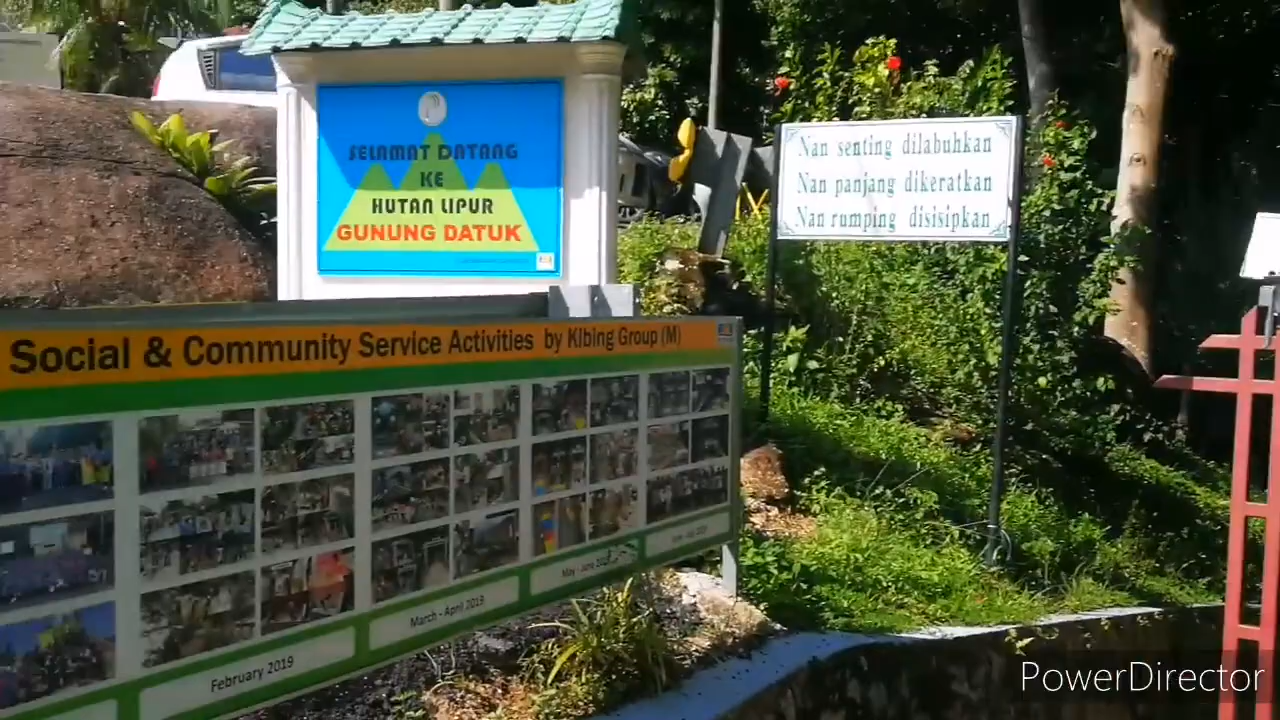 SELAMAT DATANG
KE
HUTAN LIPUR
GUNUNG DATUK
Nan senting dilabuhkan
Nan panjang dikeratkan
Nan rumping disisipkan
Social & Community Service Activities by Kibing Group (M)
February 2019
March - April 2019
May - June
PowerDirector